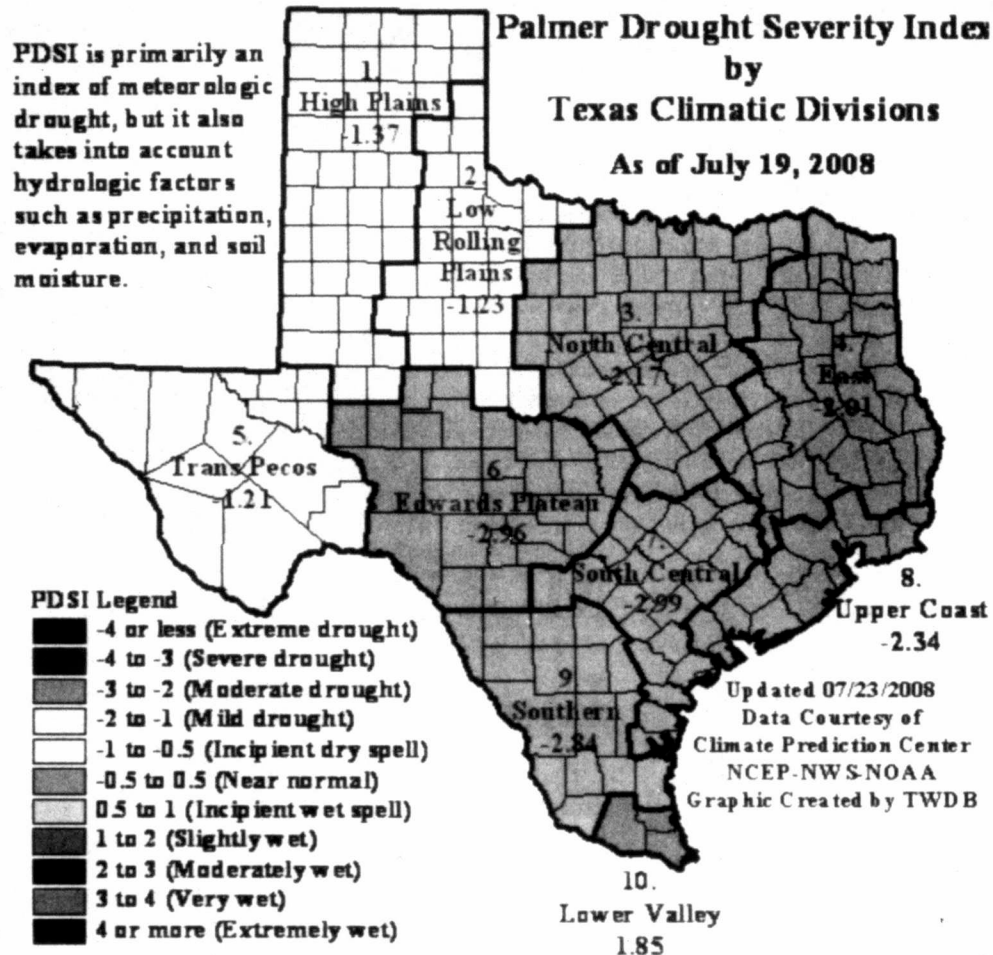 Palmer Drought Severity Index
by
Texas Climatic Divisions
As of July 19, 2008
PDSI is primarily an
index of meteorologic
drought, but it also
takes into account
hydrologic factors
such as precipitation,
evaporation, and soil
moisture.
1.
High Plains
-1.37
2.
Low
Rolling
Plains
-1.23
3.
North Central
-2.17
4.
East
-2.01
5.
Trans Pecos
-1.21
6.
Edwards Plateau
-2.96
7.
South Central
-2.99
8.
Upper Coast
-2.34
9
Southern
-2.84
10.
Lower Valley
1.85
PDSI Legend
-4 or less (Extreme drought)
-4 to -3 (Severe drought)
-3 to -2 (Moderate drought)
-2 to -1 (Mild drought)
-1 to -0.5 (Incipient dry spell)
-0.5 to 0.5 (Near normal)
0.5 to 1 (Incipient wet spell)
1 to 2 (Slightly wet)
2 to 3 (Moderately wet)
3 to 4 (Very wet)
4 or more (Extremely wet)
Updated 07/23/2008
Data Courtesy of
Climate Prediction Center
NCEP-NWS-NOAA
Graphic Created by TWDB